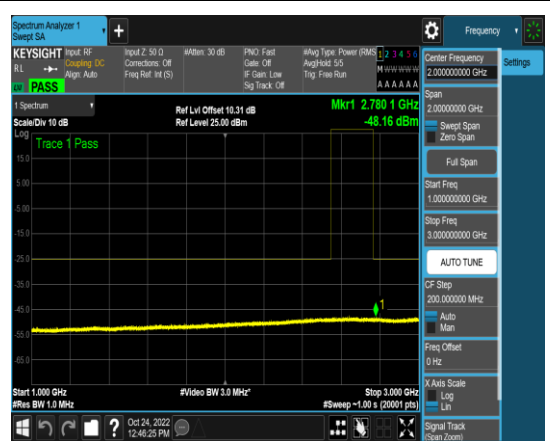 Spectrum Analyzer 1
Swept SA
+
Frequency
KEYSIGHT
RL
LW PASS
Input: RF
Coupling: DC
Align: Auto
Input Z: 50 Ω
Corrections: Off
Freq Ref: Int (S)
#Atten: 30 dB
PNO: Fast
Gate: Off
IF Gain: Low
Sig Track: Off
#Avg Type: Power (RMS
Avg|Hold: 5/5
Trig: Free Run
1 2 3 4 5 6
M W W W W W
A A A A A A
1 Spectrum
Scale/Div 10 dB
Log
Ref Lvl Offset 10.31 dB
Ref Level 25.00 dBm
Mkr1 2.780 1 GHz
-48.16 dBm
Trace 1 Pass
15.0
5.00
-5.00
-15.0
-25.0
-35.0
-45.0
-55.0
-65.0
1
Start 1.000 GHz
#Res BW 1.0 MHz
#Video BW 3.0 MHz*
Stop 3.000 GHz
#Sweep ~1.00 s (20001 pts)
?
Oct 24, 2022
12:46:25 PM
Center Frequency
2.000000000 GHz
Span
2.00000000 GHz
Swept Span
Zero Span
Full Span
Start Freq
1.000000000 GHz
Stop Freq
3.000000000 GHz
AUTO TUNE
CF Step
200.000000 MHz
Auto
Man
Freq Offset
0 Hz
X Axis Scale
Log
Lin
Signal Track
(Span Zoom)
Settings